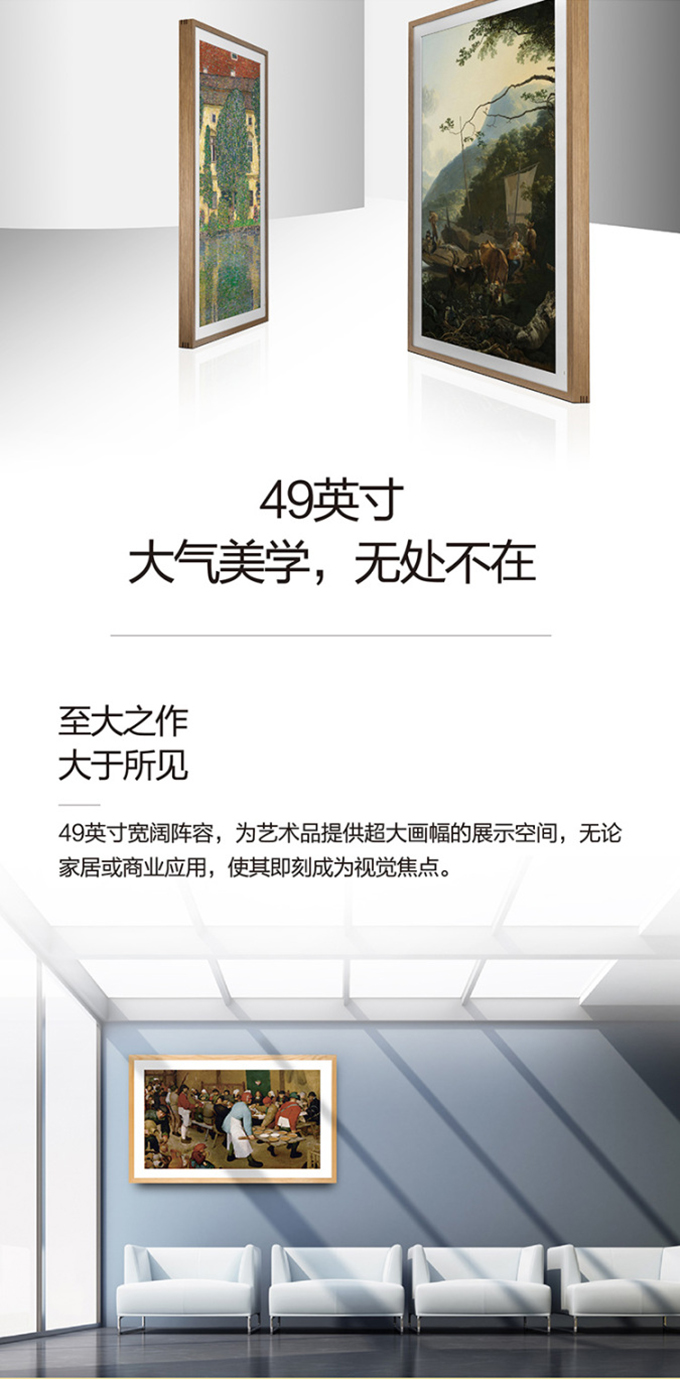 49英寸
大气美学，无处不在
至大之作
大于所见
49英寸宽阔阵容，为艺术品提供超大画幅的展示空间，无论
家居或商业应用，使其即刻成为视觉焦点。